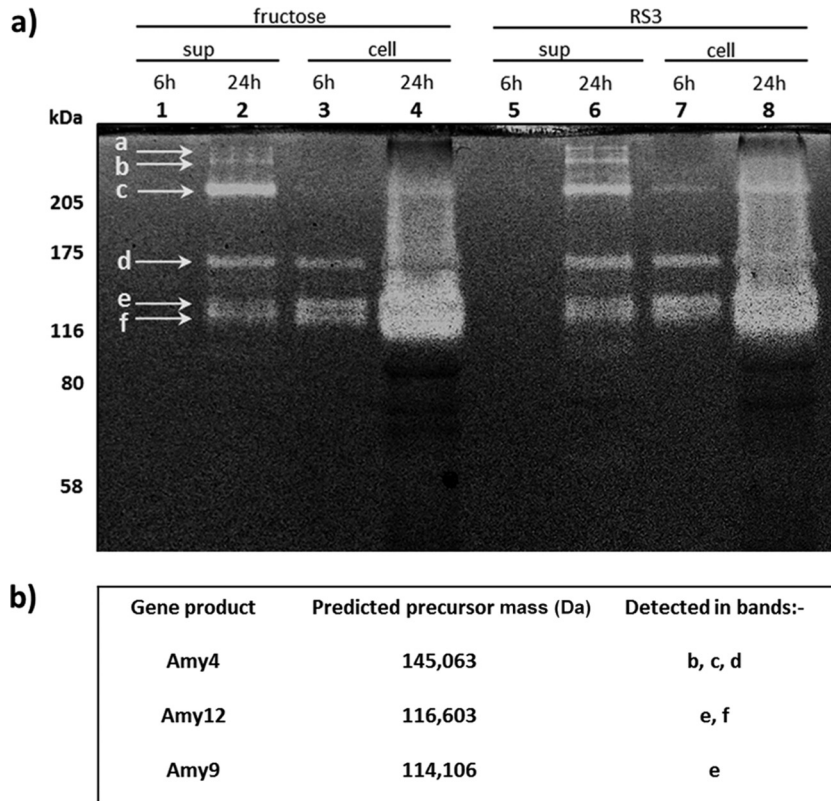 a)
fructose RS3
sup cell sup cell
6h 24h 6h 24h 6h 24h 6h 24h
kDa 1 2 3 4 5 6 7 8
a
b
c
205
175
d
e
f
116
80
58
b)
Gene product Predicted precursor mass (Da) Detected in bands:-
Amy4 145,063 b, c, d
Amy12 116,603 e, f
Amy9 114,106 e